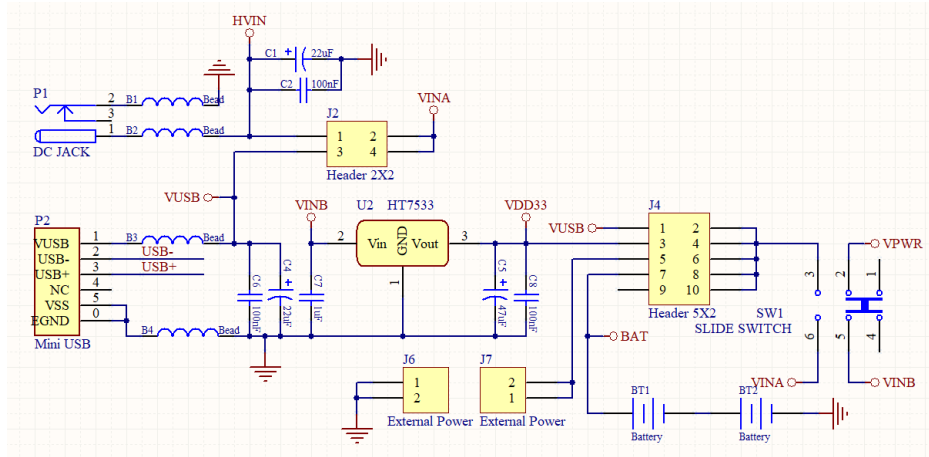 HVIN
C1 + 22uF
C2 100nF
P1
2 B1 Bead
3
1 B2 Bead
DC JACK
VINA
J2
1 2
3 4
Header 2X2
VUSB
P2
VUSB 1 B3 Bead
USB- 2 USB-
USB+ 3 USB+
NC 4
VSS 5
EGND 0 B4 Bead
Mini USB
C6 100nF
C4 + 22uF
C7 1uF
VINB
U2 HT7533
2 Vin GND Vout 3
1
VDD33
C5 + 47uF
C8 100nF
J4
VUSB
1 2
3 4
5 6
7 8
9 10
Header 5X2
BAT
VPWR
3 2 1
SW1
SLIDE SWITCH
6 5 4
VINA
VINB
J6
1
2
External Power
J7
2
1
External Power
BT1
Battery
BT2
Battery